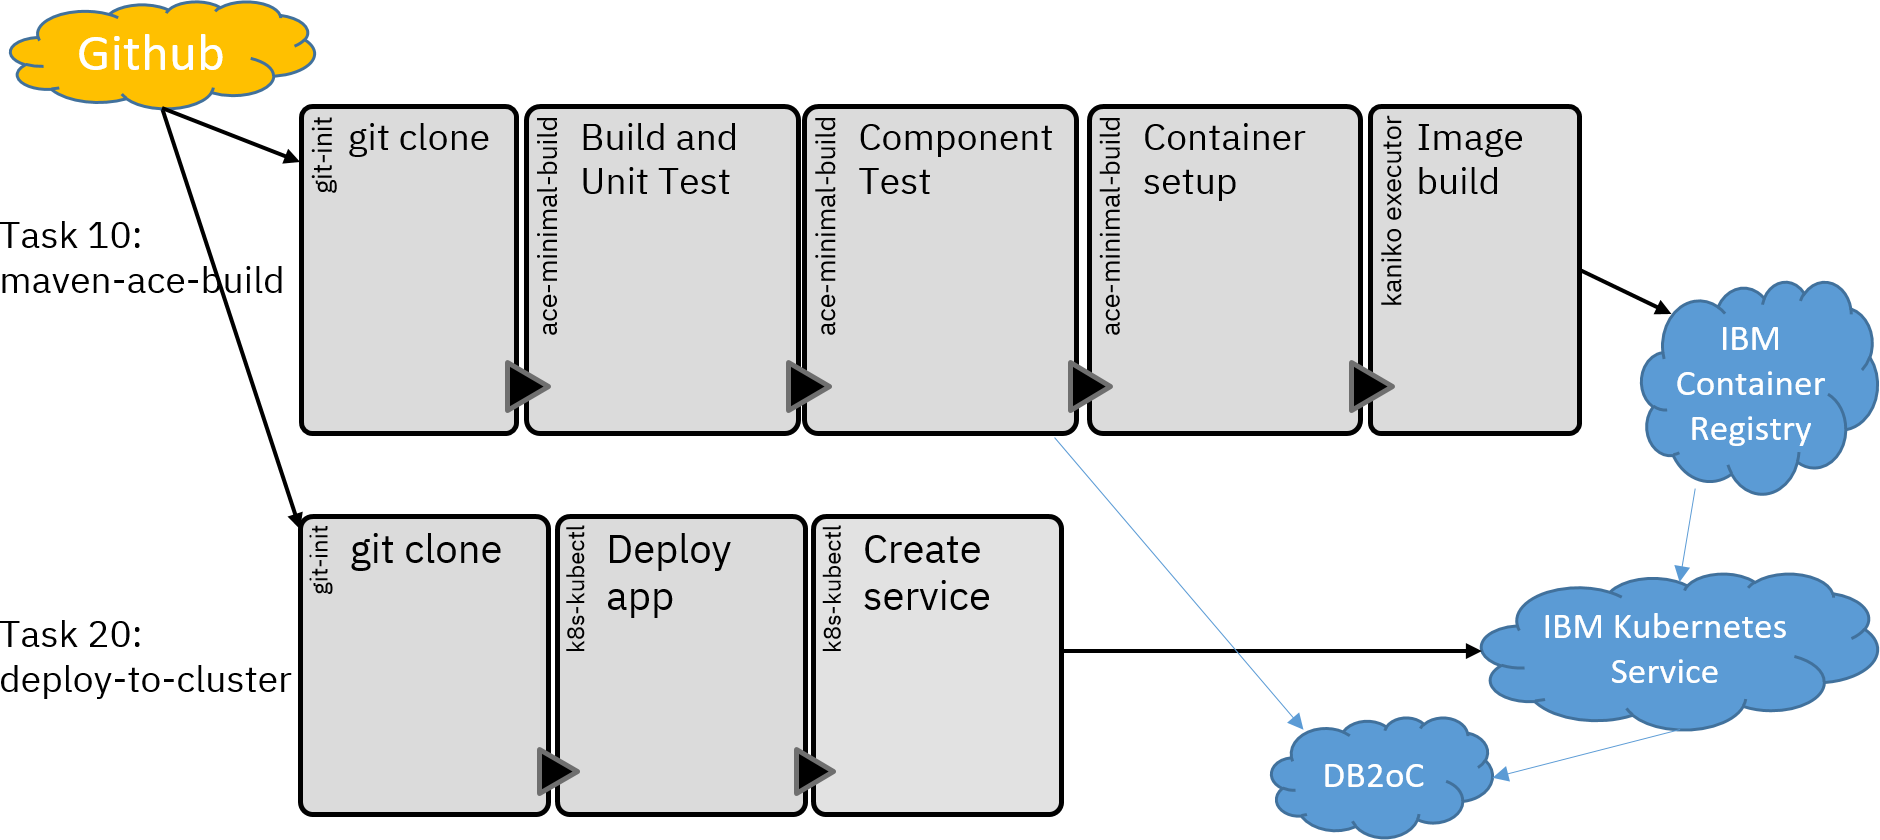 Github
Task 10:
maven-ace-build
git-init
git clone
ace-minimal-build
Build and
Unit Test
ace-minimal-build
Component
Test
ace-minimal-build
Container
setup
kaniko executor
Image
build
IBM
Container
Registry
Task 20:
deploy-to-cluster
git-init
git clone
k8s-kubectl
Deploy
app
k8s-kubectl
Create
service
IBM Kubernetes
Service
DB2oC